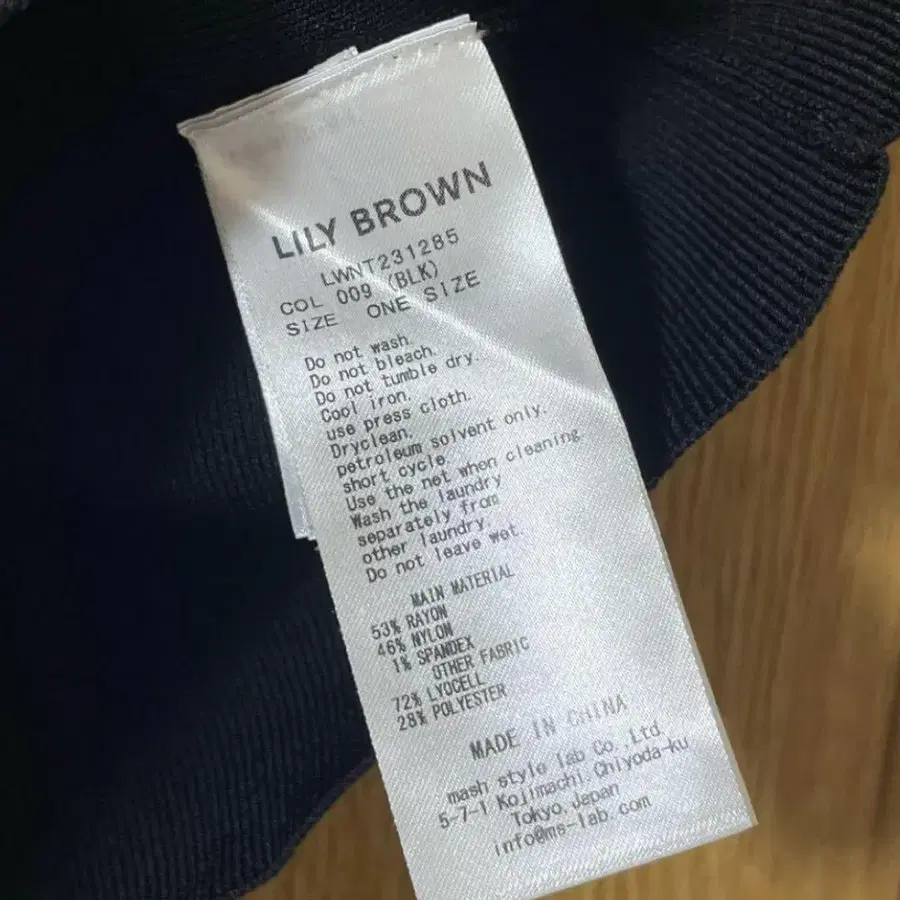 LILY BROWN
LWNT231285
COL 009 (BLK)
SIZE ONE SIZE
Do not wash.
Do not bleach.
Do not tumble dry.
Cool iron.
use press cloth.
Dryclean.
petroleum solvent only.
short cycle.
Use the net when cleaning.
Wash the laundry
separately from
other laundry.
Do not leave wet.
MAIN MATERIAL
53% RAYON
46% NYLON
1% SPANDEX
OTHER FABRIC
72% LYOCELL
28% POLYESTER
MADE IN CHINA
mash style lab Co.,Ltd.
5-7-1 Kojimachi, Chiyoda-ku
Tokyo, Japan
info@ms-lab.com